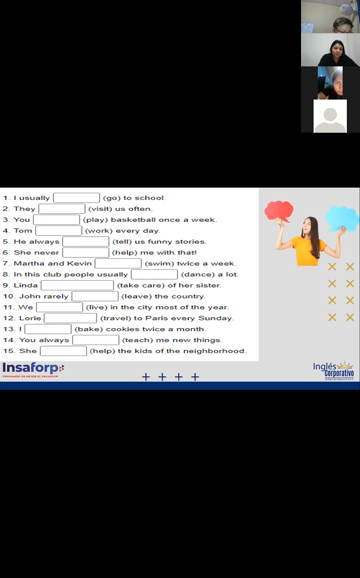 1. I usually (go) to school.
2. They (visit) us often.
3. You (play) basketball once a week.
4. Tom (work) every day.
5. He always (tell) us funny stories.
6. She never (help) me with that!
7. Martha and Kevin (swim) twice a week.
8. In this club people usually (dance) a lot.
9. Linda (take care) of her sister.
10. John rarely (leave) the country.
11. We (live) in the city most of the year.
12. Lorie (travel) to Paris every Sunday.
13. I (bake) cookies twice a month.
14. You always (teach) me new things.
15. She (help) the kids of the neighborhood.
Insaforp
Inglés
corporativo